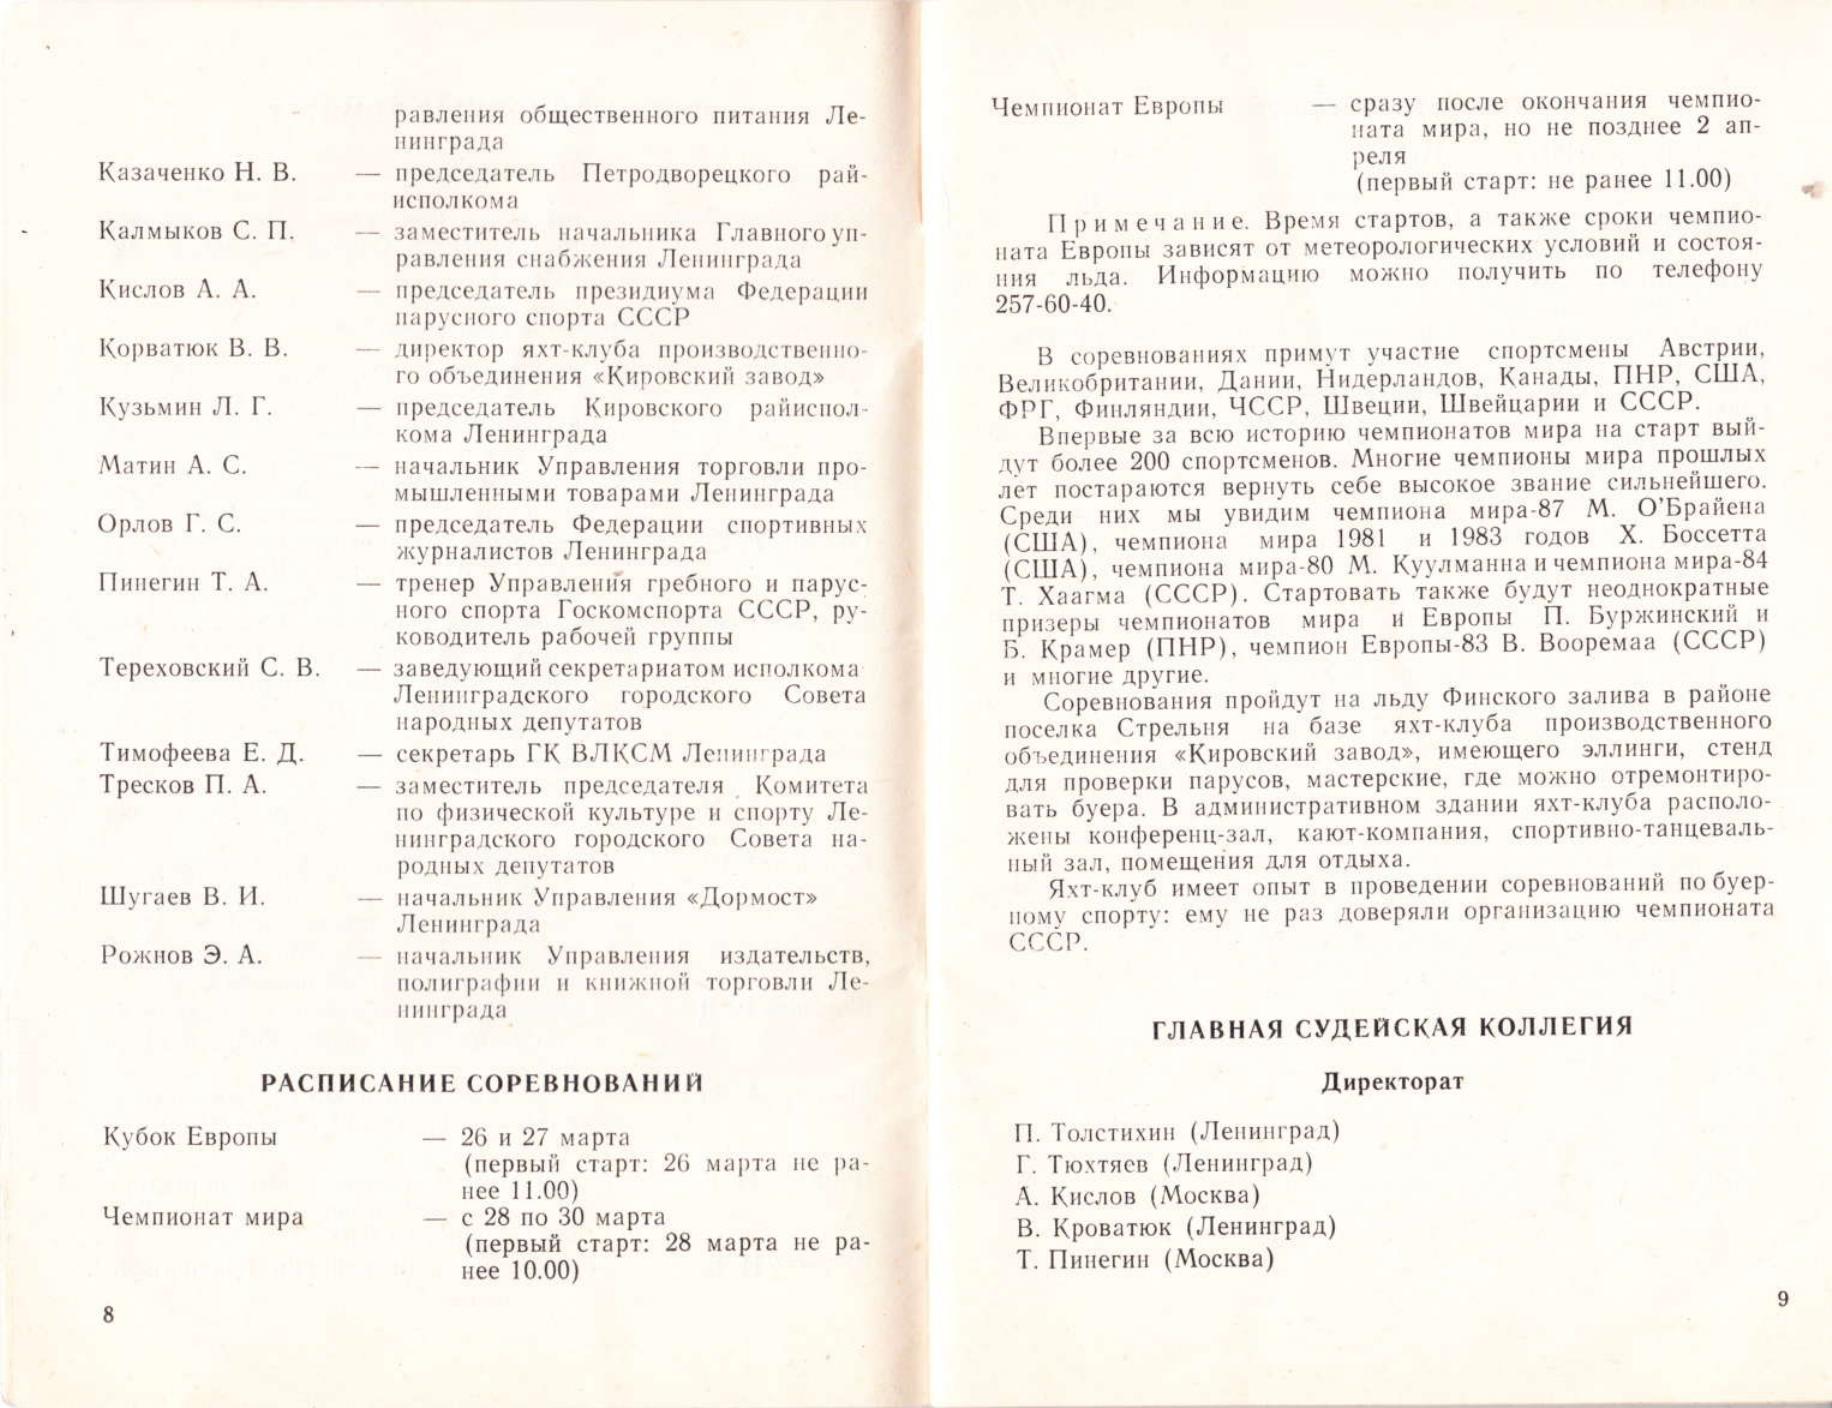 равления общественного питания Ле-
нинграда
Казаченко Н. В. — председатель Петродворецкого рай-
исполкома
Калмыков С. П. — заместитель начальника Главного уп-
равления снабжения Ленинграда
Кислов А. А. — председатель президиума Федерации
парусного спорта СССР
Корватюк В. В. — директор яхт-клуба производственно-
го объединения «Кировский завод»
Кузьмин Л. Г. — председатель Кировского райиспол-
кома Ленинграда
Матин А. С. — начальник Управления торговли про-
мышленными товарами Ленинграда
Орлов Г. С. — председатель Федерации спортивных
журналистов Ленинграда
Пинегин Т. А. — тренер Управления гребного и парус-
ного спорта Госкомспорта СССР, ру-
ководитель рабочей группы
Тереховский С. В. — заведующий секретариатом исполкома
Ленинградского городского Совета
народных депутатов
Тимофеева Е. Д. — секретарь ГК ВЛКСМ Ленинграда
Тресков П. А. — заместитель председателя Комитета
по физической культуре и спорту Ле-
нинградского городского Совета на-
родных депутатов
Шугаев В. И. — начальник Управления «Дормост»
Ленинграда
Рожнов Э. А. — начальник Управления издательств,
полиграфии и книжной торговли Ле-
нинграда
РАСПИСАНИЕ СОРЕВНОВАНИЙ
Кубок Европы — 26 и 27 марта
(первый старт: 26 марта не ра-
нее 11.00)
Чемпионат мира — с 28 по 30 марта
(первый старт: 28 марта не ра-
нее 10.00)
8
Чемпионат Европы — сразу после окончания чемпио-
ната мира, но не позднее 2 ап-
реля
(первый старт: не ранее 11.00)
Примечание. Время стартов, а также сроки чемпио-
ната Европы зависят от метеорологических условий и состоя-
ния льда. Информацию можно получить по телефону
257-60-40.
В соревнованиях примут участие спортсмены Австрии,
Великобритании, Дании, Нидерландов, Канады, ПНР, США,
ФРГ, Финляндии, ЧССР, Швеции, Швейцарии и СССР.
Впервые за всю историю чемпионатов мира на старт вый-
дут более 200 спортсменов. Многие чемпионы мира прошлых
лет постараются вернуть себе высокое звание сильнейшего.
Среди них мы увидим чемпиона мира-87 М. О'Брайена
(США), чемпиона мира 1981 и 1983 годов Х. Боссетта
(США), чемпиона мира-80 М. Куулманна и чемпиона мира-84
Т. Хаагма (СССР). Стартовать также будут неоднократные
призеры чемпионатов мира и Европы П. Буржинский и
Б. Крамер (ПНР), чемпион Европы-83 В. Вооремаа (СССР)
и многие другие.
Соревнования пройдут на льду Финского залива в районе
поселка Стрельня на базе яхт-клуба производственного
объединения «Кировский завод», имеющего эллинги, стенд
для проверки парусов, мастерские, где можно отремонтиро-
вать буера. В административном здании яхт-клуба располо-
жены конференц-зал, кают-компания, спортивно-танцеваль-
ный зал, помещения для отдыха.
Яхт-клуб имеет опыт в проведении соревнований по буер-
ному спорту: ему не раз доверяли организацию чемпионата
СССР.
ГЛАВНАЯ СУДЕЙСКАЯ КОЛЛЕГИЯ
Директорат
П. Толстихин (Ленинград)
Г. Тюхтяев (Ленинград)
А. Кислов (Москва)
В. Кроватюк (Ленинград)
Т. Пинегин (Москва)
9